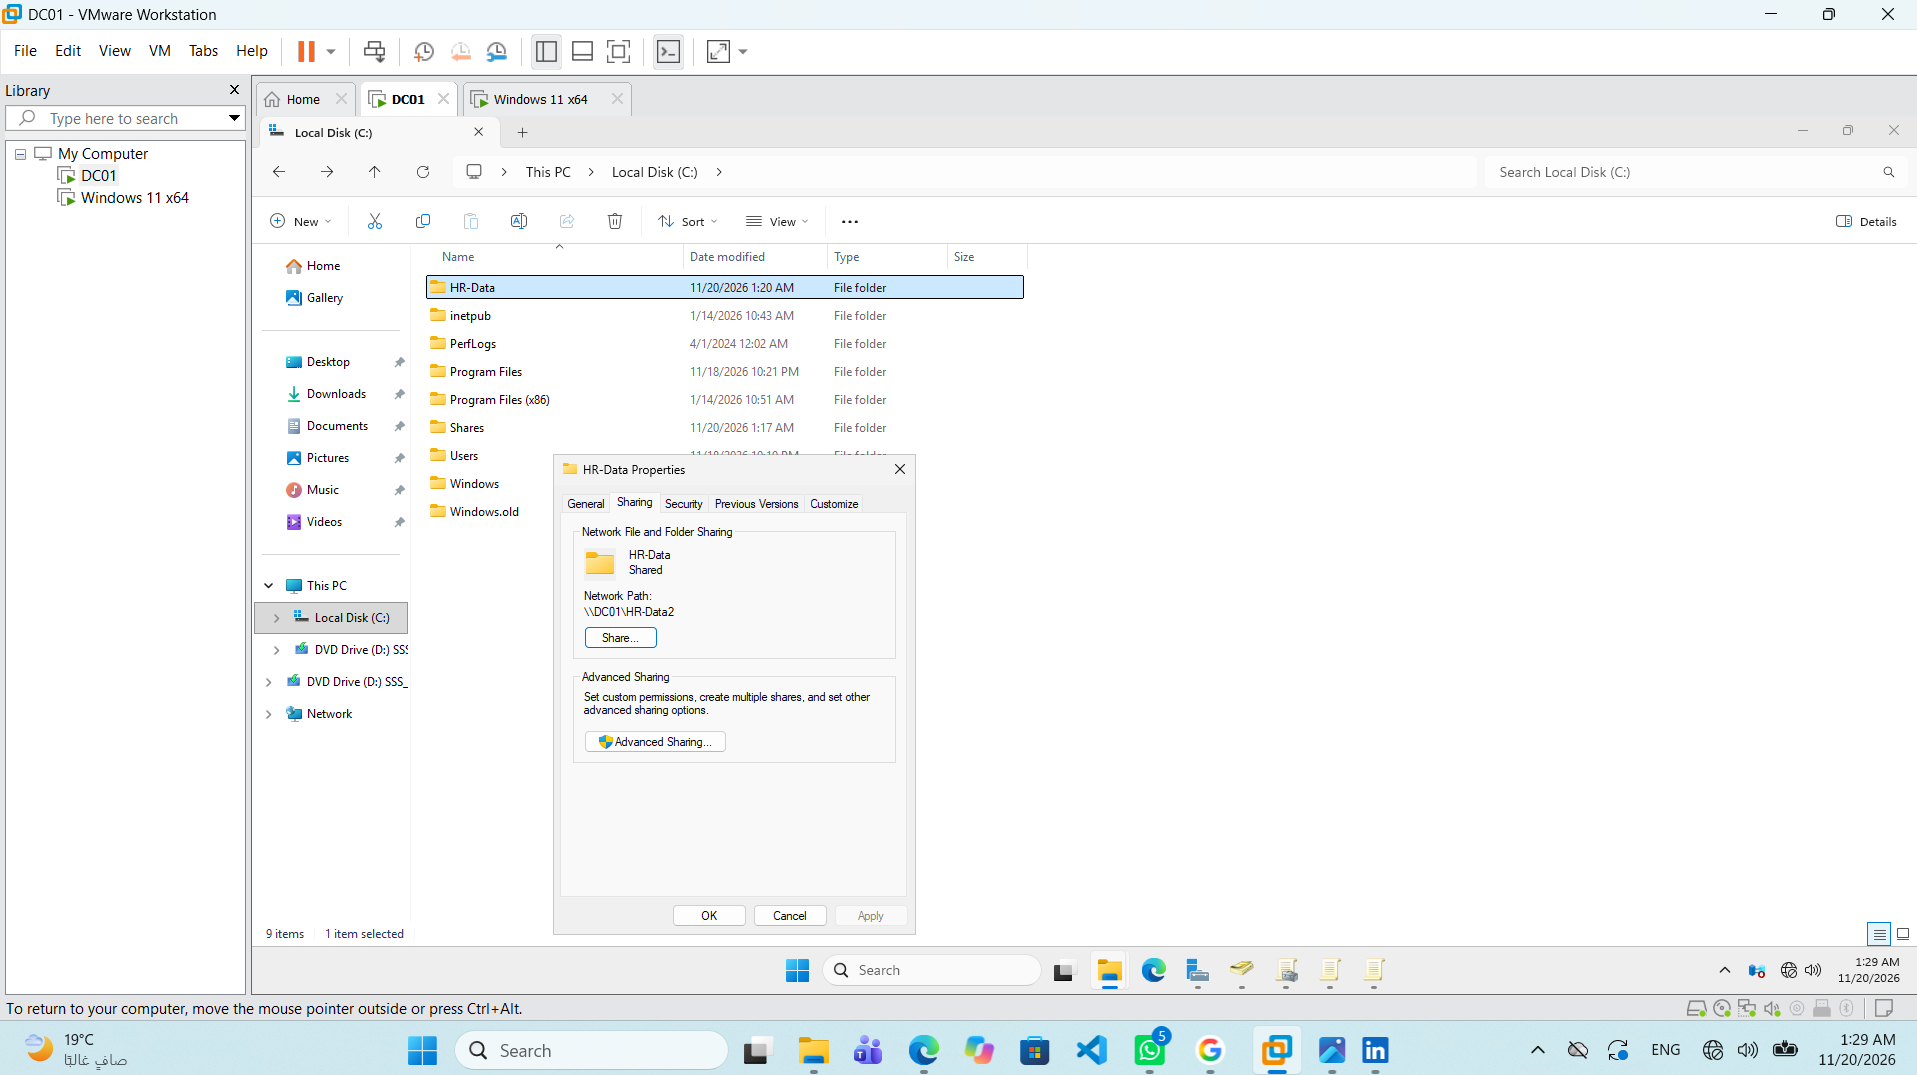 DC01 - VMware Workstation
File Edit View VM Tabs Help
Library
Type here to search
My Computer
DC01
Windows 11 x64
Home
DC01
Windows 11 x64
Local Disk (C:)
This PC
Local Disk (C:)
Search Local Disk (C:)
New
Sort
View
Details
Home
Gallery
Desktop
Downloads
Documents
Pictures
Music
Videos
This PC
Local Disk (C:)
DVD Drive (D:) SSS
DVD Drive (D:) SSS_
Network
Name Date modified Type Size
HR-Data 11/20/2026 1:20 AM File folder
inetpub 1/14/2026 10:43 AM File folder
PerfLogs 4/1/2024 12:02 AM File folder
Program Files 11/18/2026 10:21 PM File folder
Program Files (x86) 1/14/2026 10:51 AM File folder
Shares 11/20/2026 1:17 AM File folder
Users
Windows
Windows.old
HR-Data Properties
General Sharing Security Previous Versions Customize
Network File and Folder Sharing
HR-Data
Shared
Network Path:
\\DC01\HR-Data2
Share...
Advanced Sharing
Set custom permissions, create multiple shares, and set other
advanced sharing options.
Advanced Sharing...
OK Cancel Apply
9 items 1 item selected
Search
1:29 AM
11/20/2026
To return to your computer, move the mouse pointer outside or press Ctrl+Alt.
19°C
صافٍ غالبًا
Search
5
ENG
1:29 AM
11/20/2026